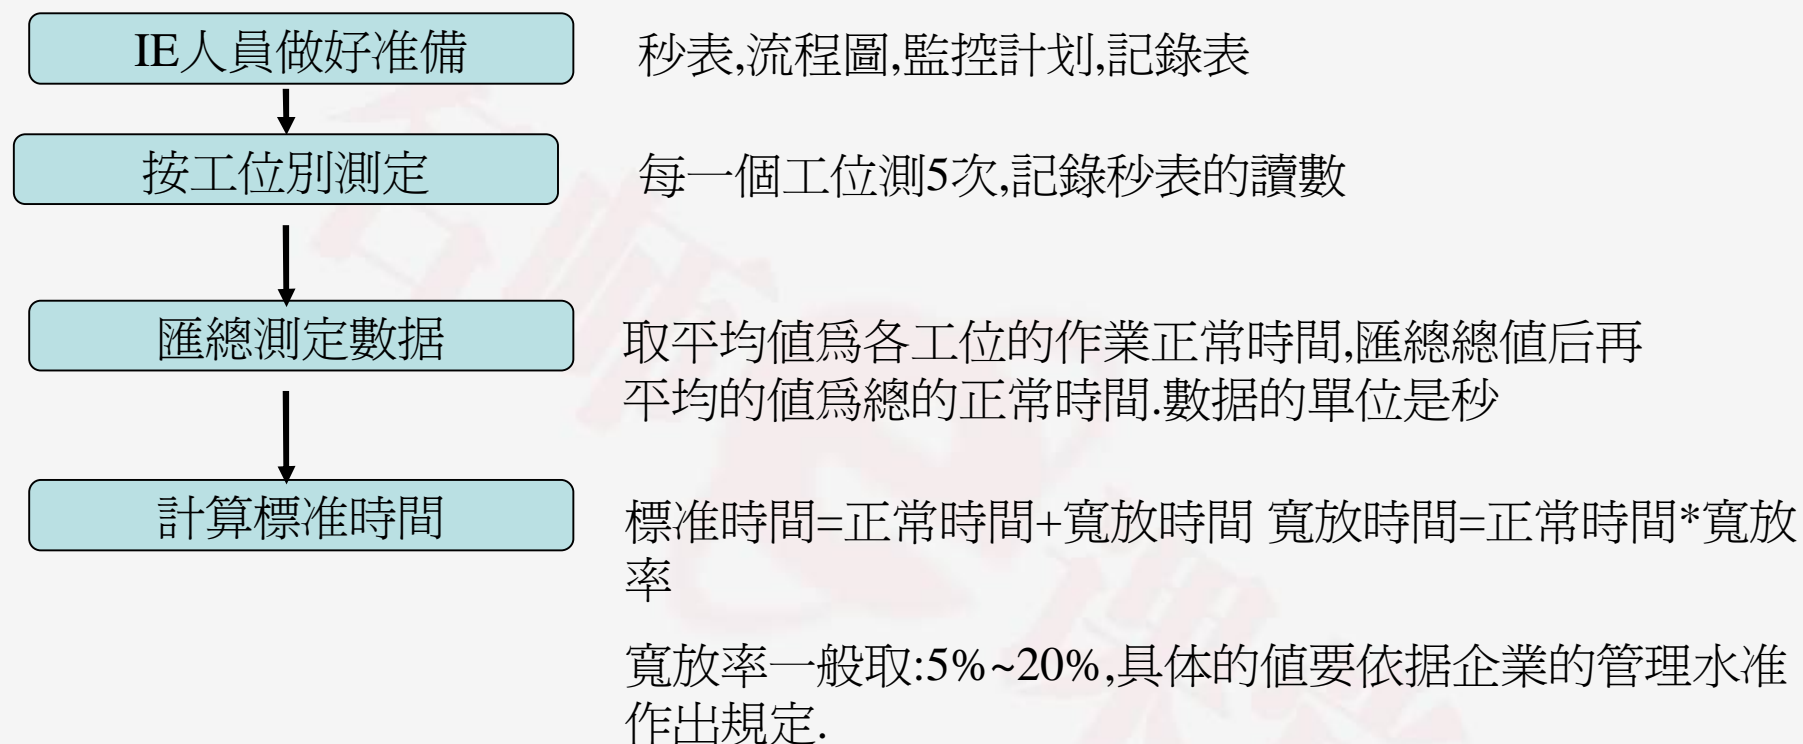 IE人員做好准備
秒表,流程圖,監控計划,記錄表
按工位別測定
每一個工位測5次,記錄秒表的讀數
匯總測定數据
取平均值爲各工位的作業正常時間,匯總總值后再
平均的值爲總的正常時間.數据的單位是秒
計算標准時間
標准時間=正常時間+寬放時間 寬放時間=正常時間*寬放
率
寬放率一般取:5%~20%,具体的值要依据企業的管理水准
作出規定.